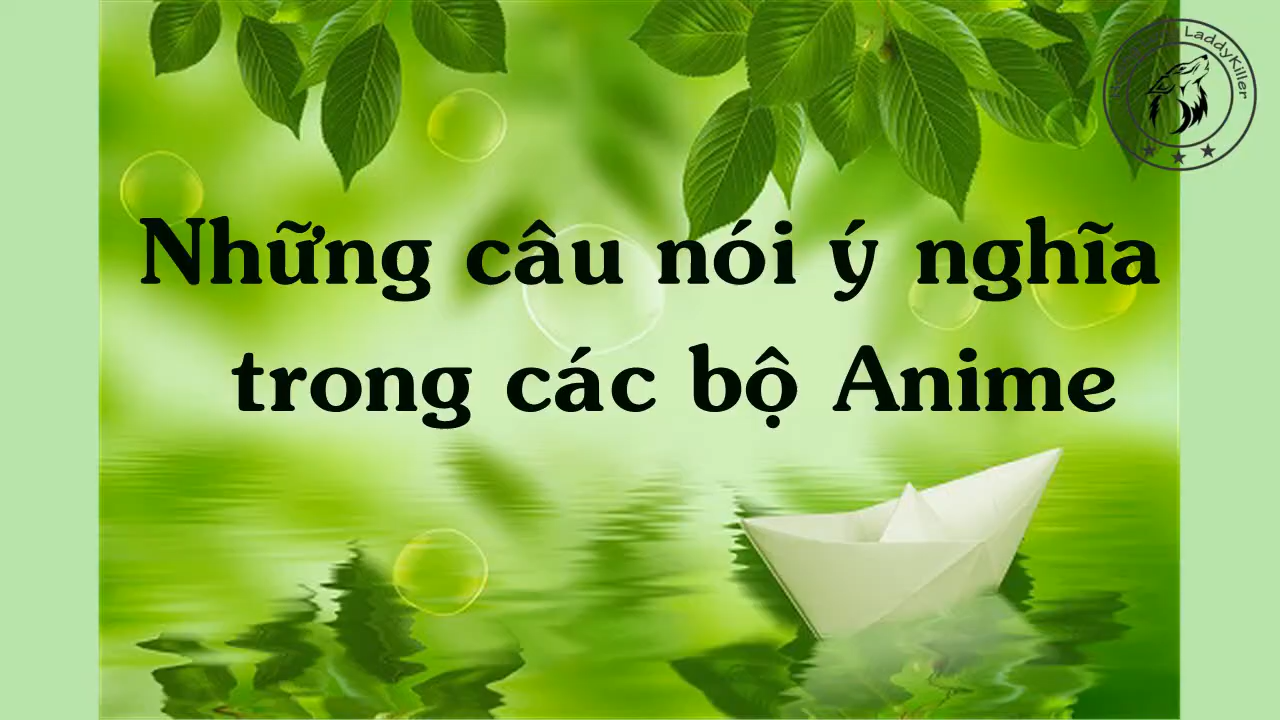 LaddyKiller
Những câu nói ý nghĩa
trong các bộ Anime